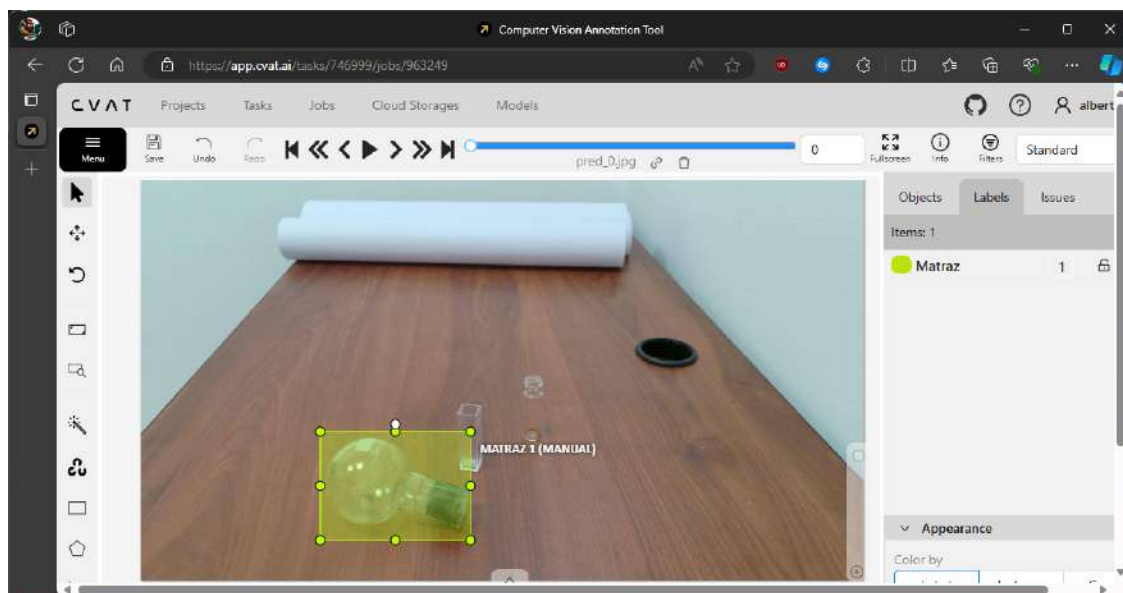 Computer Vision Annotation Tool
https://app.cvat.ai/tasks/746999/jobs/963249
CVAT Projects Tasks Jobs Cloud Storages Models albert
Menu Save Undo Redo pred_0.jpg 0 Fullscreen Info Filters Standard
Objects Labels Issues
Items: 1
Matraz 1
MATRAZ 1 (MANUAL)
Appearance
Color by